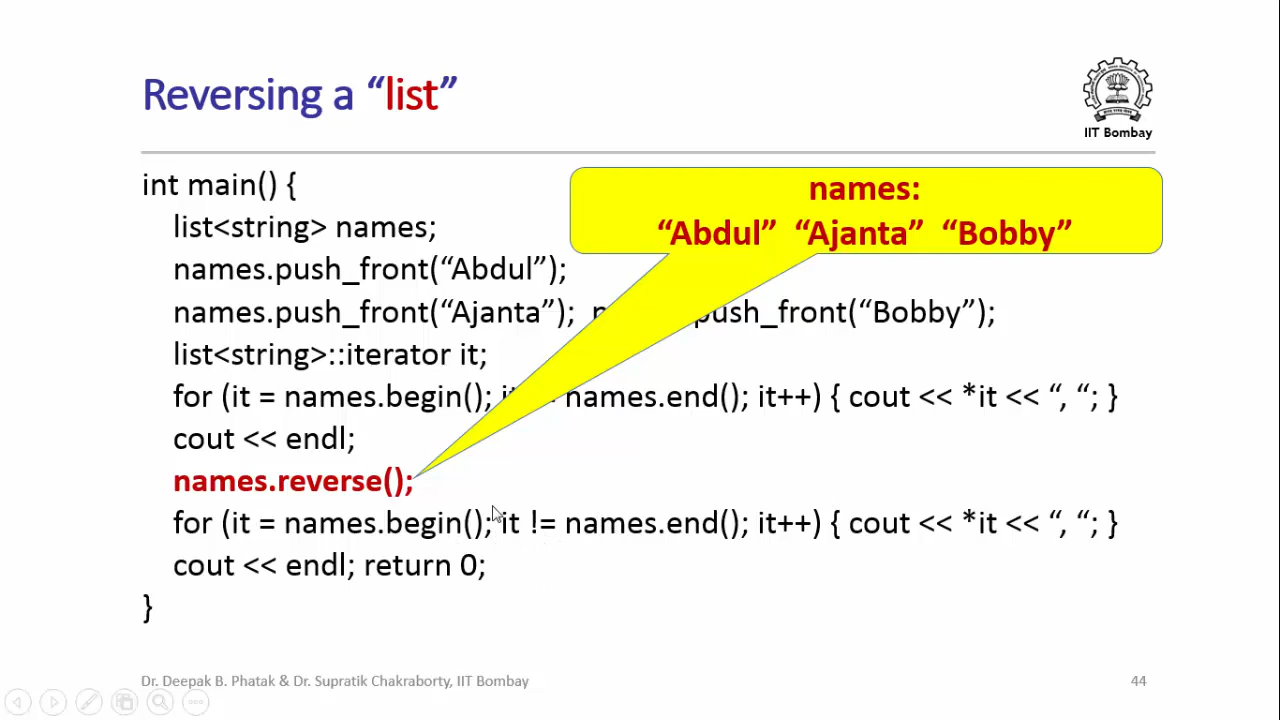 Reversing a “list”
IIT Bombay
int main() {
names:
list<string> names;
“Abdul” “Ajanta” “Bobby”
names.push_front(“Abdul”);
names.push_front(“Ajanta”); push_front(“Bobby”);
list<string>::iterator it;
for (it = names.begin(); names.end(); it++) { cout << *it << “, “; }
cout << endl;
names.reverse();
for (it = names.begin(); it != names.end(); it++) { cout << *it << “, “; }
cout << endl; return 0;
}
Dr. Deepak B. Phatak & Dr. Supratik Chakraborty, IIT Bombay
44